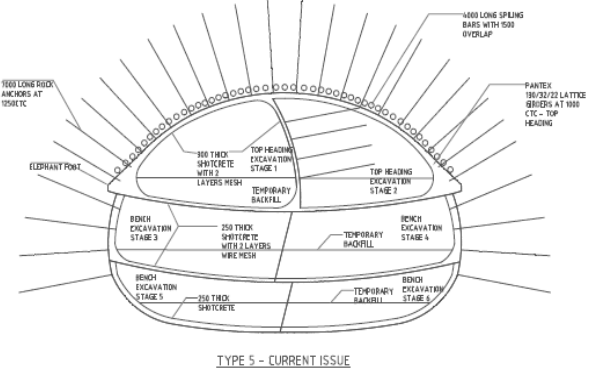 4000 LONG SPILING
BARS WITH 1500
OVERLAP
7000 LONG ROCK
ANCHORS AT
1250CTC
PANTEX
130/32/22 LATTICE
GIRDERS AT 1000
CTC - TOP
HEADING
ELEPHANT FOOT
300 THICK
SHOTCRETE
WITH 2
LAYERS MESH
TOP HEADING
EXCAVATION
STAGE 1
TEMPORARY
BACKFILL
TOP HEADING
EXCAVATION
STAGE 2
BENCH
EXCAVATION
STAGE 3
250 THICK
SHOTCRETE
WITH 2 LAYERS
WIRE MESH
TEMPORARY
BACKFILL
BENCH
EXCAVATION
STAGE 4
BENCH
EXCAVATION
STAGE 5
250 THICK
SHOTCRETE
TEMPORARY
BACKFILL
BENCH
EXCAVATION
STAGE 6
TYPE 5 - CURRENT ISSUE